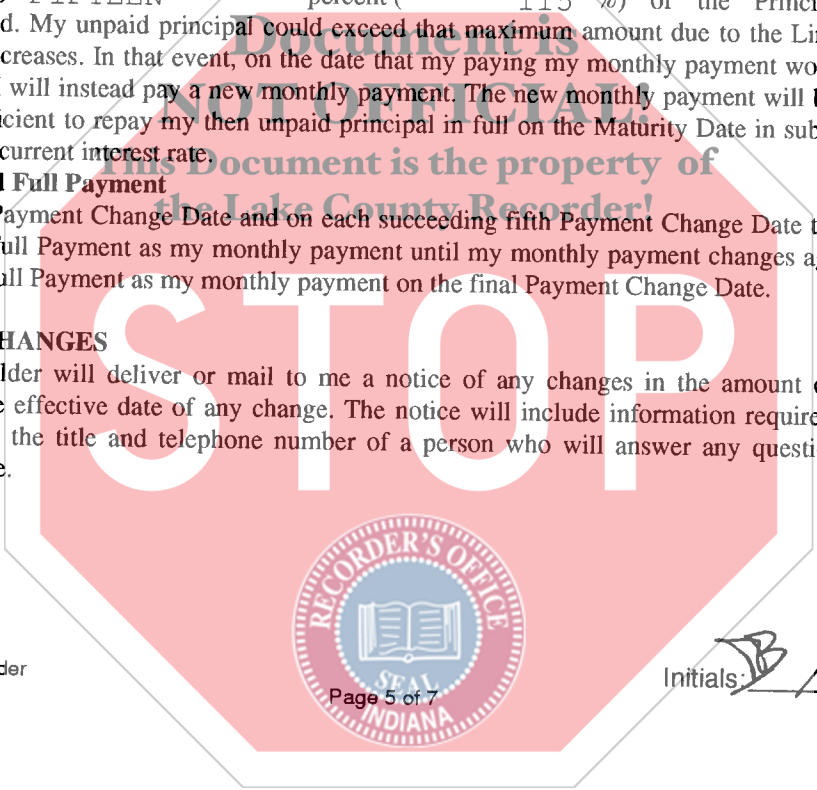 FIFTEEN percent ( 115 %) of the Princi
d. My unpaid principal could exceed that maximum amount due to the Li
creases. In that event, on the date that my paying my monthly payment wo
will instead pay a new monthly payment. The new monthly payment will
icient to repay my then unpaid principal in full on the Maturity Date in sub
current interest rate.
Full Payment
Payment Change Date and on each succeeding fifth Payment Change Date t
ull Payment as my monthly payment until my monthly payment changes a
ull Payment as my monthly payment on the final Payment Change Date.
HANGES
lder will deliver or mail to me a notice of any changes in the amount
e effective date of any change. The notice will include information require
the title and telephone number of a person who will answer any questi
e.
der
Page 5 of 7
Initials: DB
Document is
NOT OFFICIAL!
This Document is the property of
the Lake County Recorder!
STOP
RECORDER'S OFFICE
SEAL
INDIANA